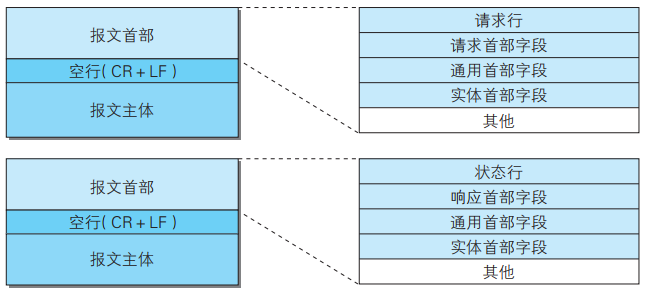 报文首部
空行( CR + LF )
报文主体
请求行
请求首部字段
通用首部字段
实体首部字段
其他
报文首部
空行( CR + LF )
报文主体
状态行
响应首部字段
通用首部字段
实体首部字段
其他